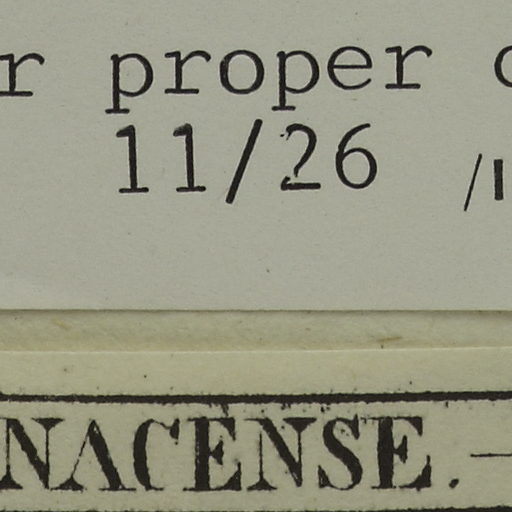 proper
11/26
NACENSE.—